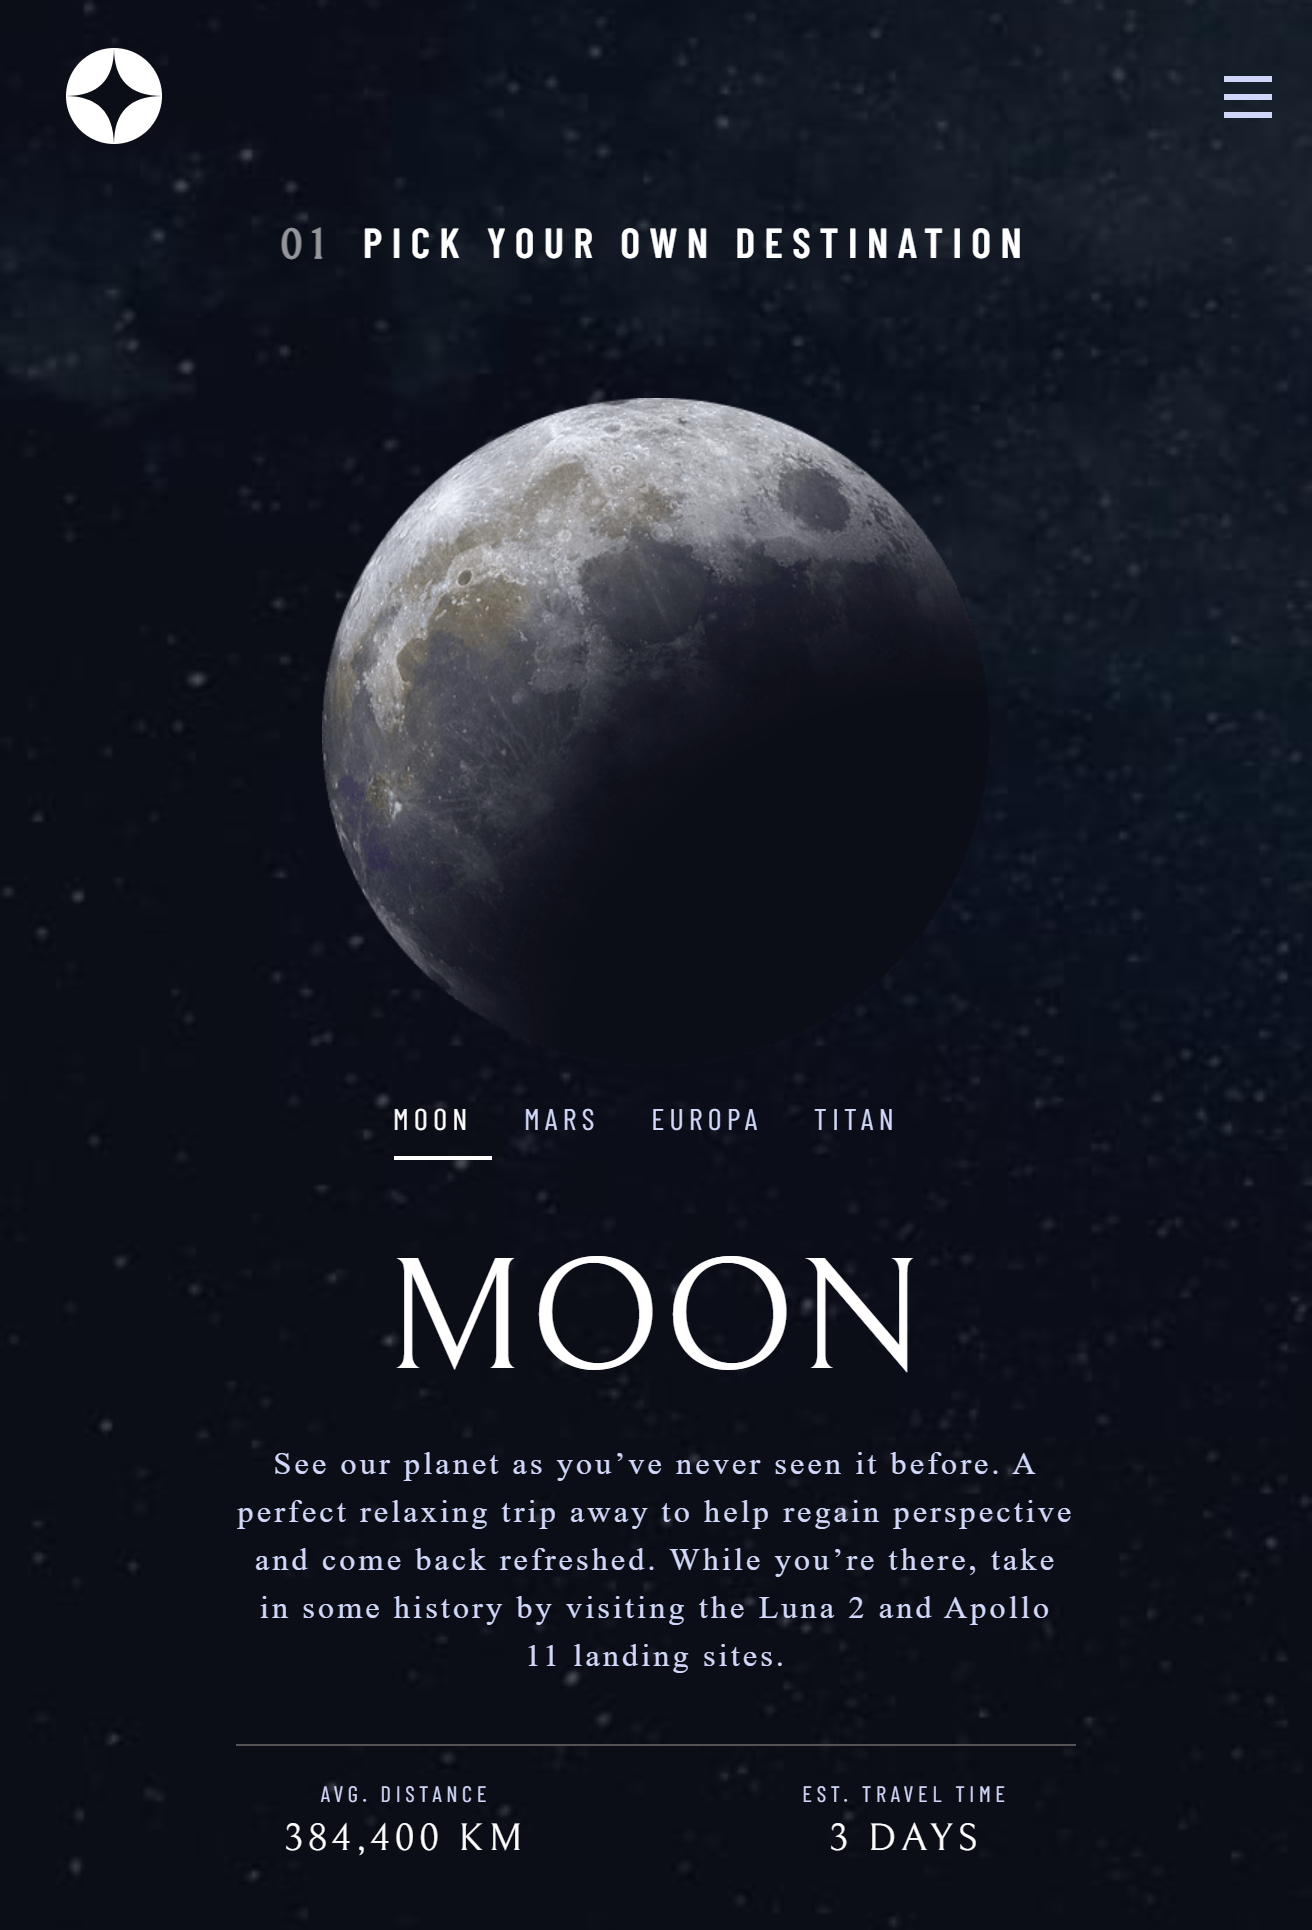 01 PICK YOUR OWN DESTINATION
MOON MARS EUROPA TITAN
MOON
See our planet as you’ve never seen it before. A
perfect relaxing trip away to help regain perspective
and come back refreshed. While you’re there, take
in some history by visiting the Luna 2 and Apollo
11 landing sites.
AVG. DISTANCE
384,400 KM
EST. TRAVEL TIME
3 DAYS